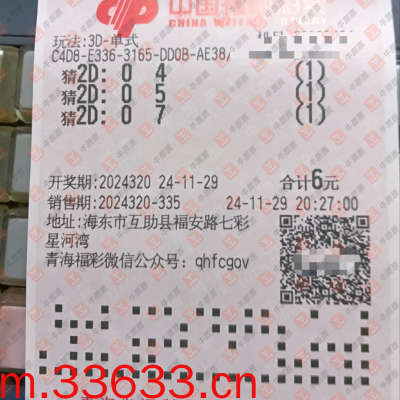 中国
CHINA WELFARE LOTTERY
玩法:3D-单式
C4D8-E336-3165-DD0B-AE38/
猜2D: 0 4 (1)
猜2D: 0 5 (1)
猜2D: 0 7 (1)
开奖期:2024320 24-11-29 合计6元
销售期:2024320-335 24-11-29 20:27:00
地址:海东市互助县福安路七彩
星河湾
青海福彩微信公众号: qhfcgov
m.33633.cn